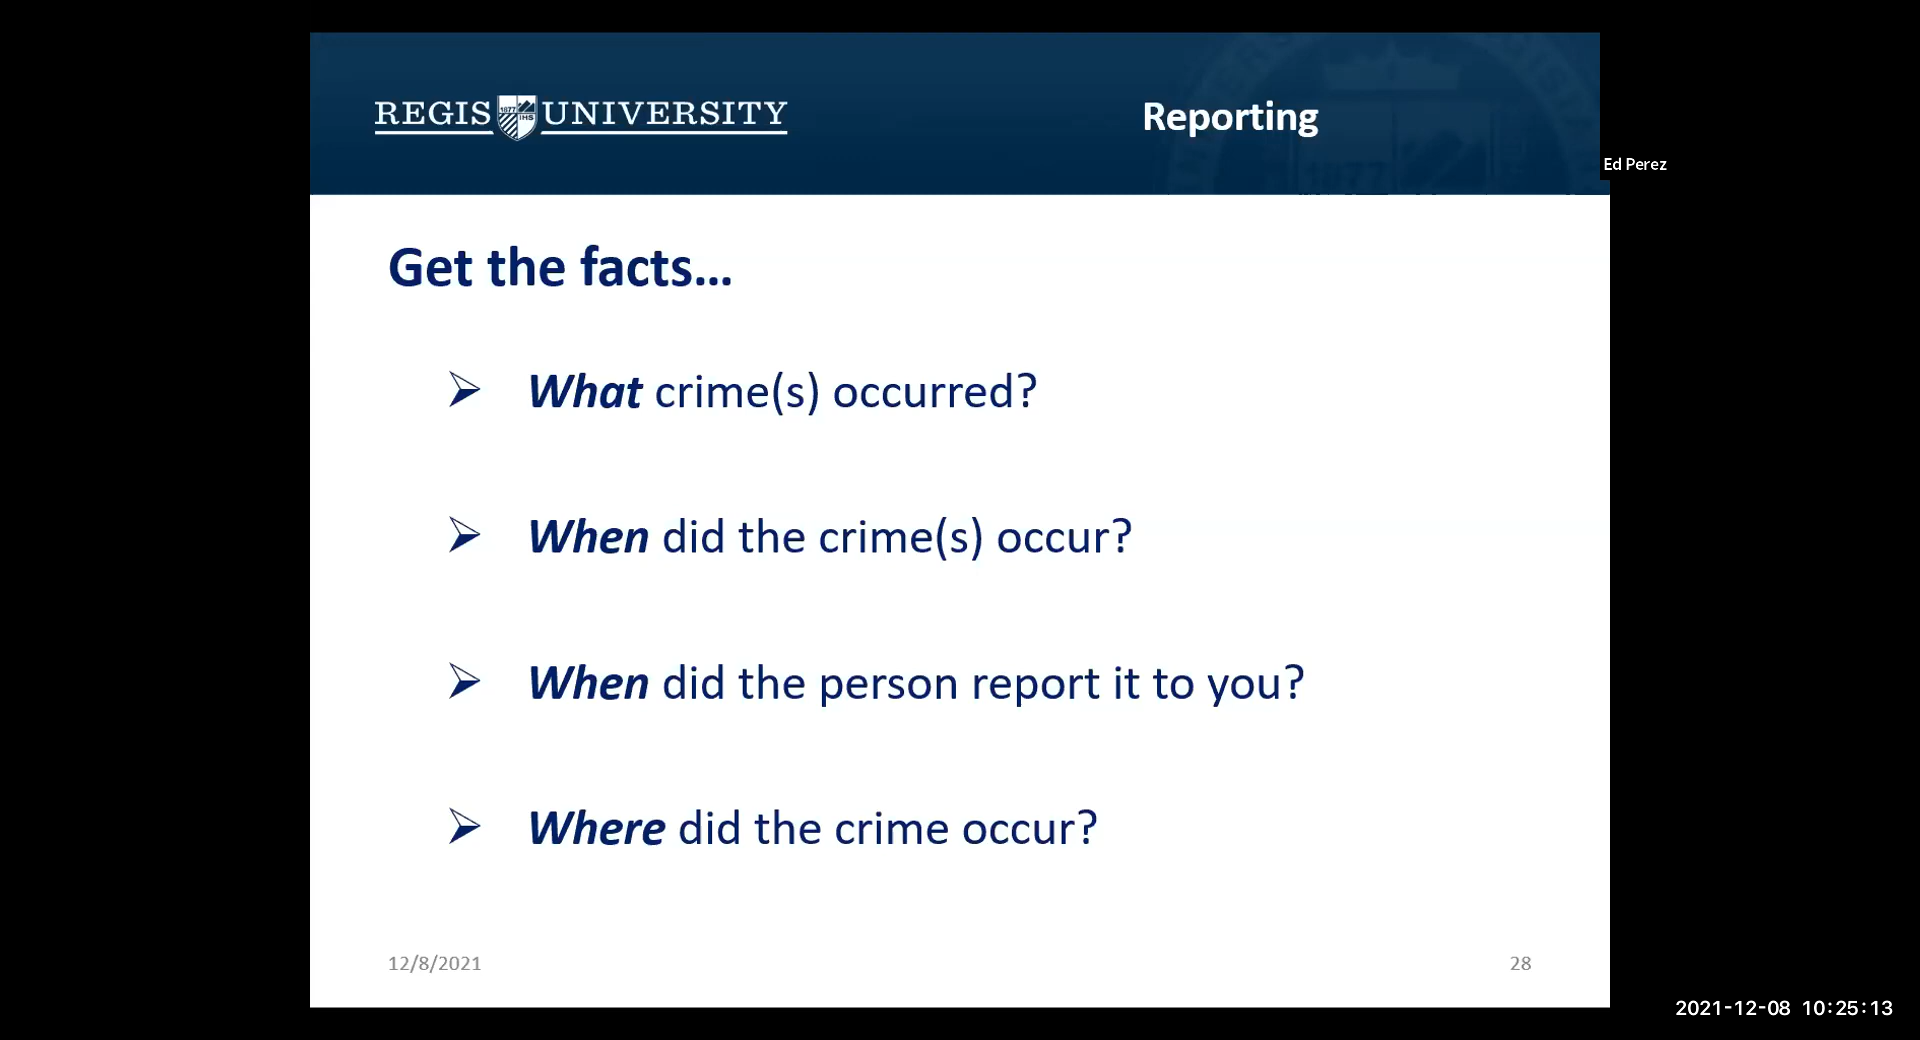 REGIS UNIVERSITY
1877
IHS
Reporting
Ed Perez
Get the facts...
What crime(s) occurred?
When did the crime(s) occur?
When did the person report it to you?
Where did the crime occur?
12/8/2021
28
2021-12-08 10:25:13